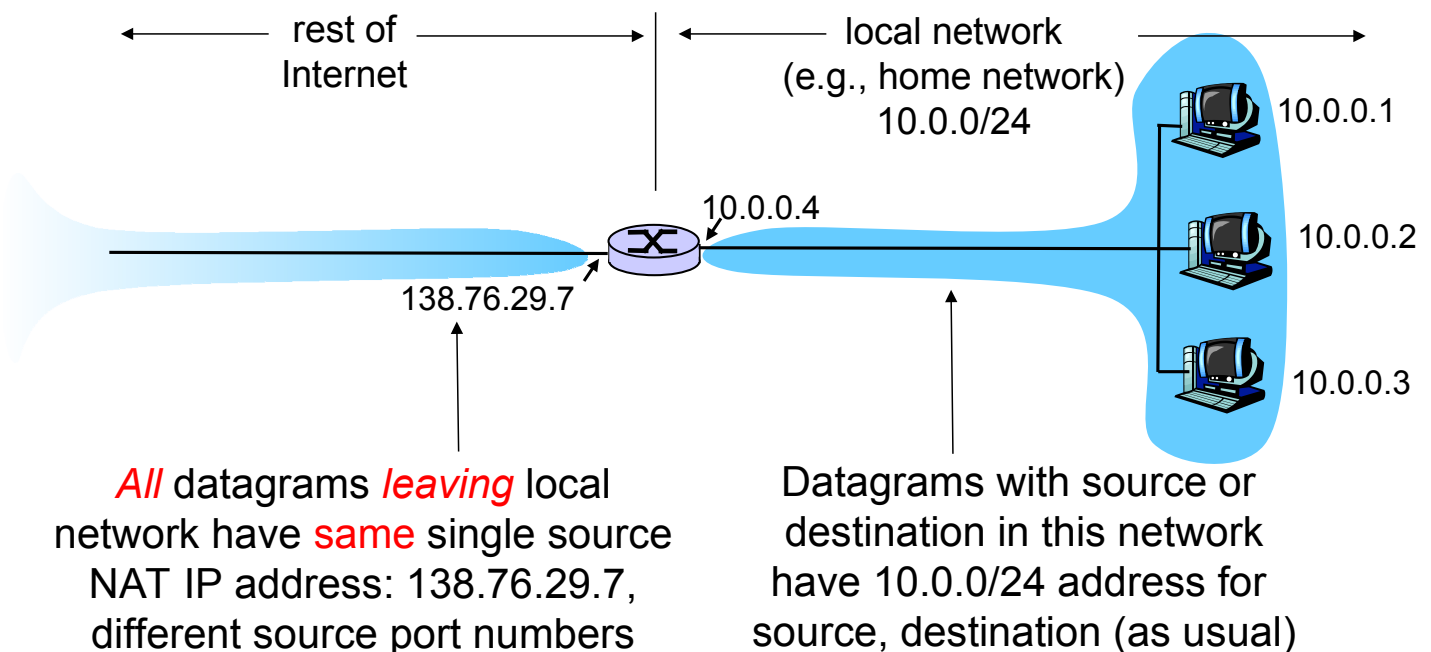 rest of
Internet
local network
(e.g., home network)
10.0.0/24
10.0.0.1
10.0.0.4
10.0.0.2
138.76.29.7
10.0.0.3
All datagrams leaving local
network have same single source
NAT IP address: 138.76.29.7,
different source port numbers
Datagrams with source or
destination in this network
have 10.0.0/24 address for
source, destination (as usual)